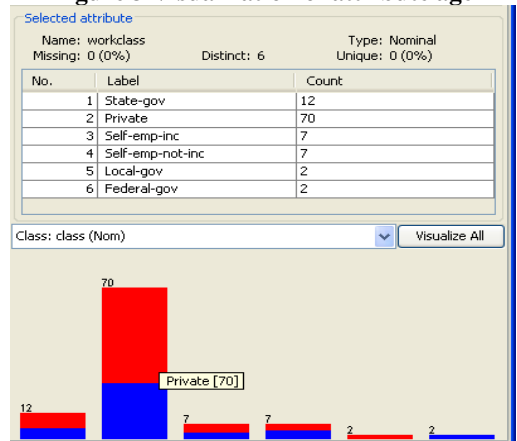 Selected attribute
Name: workclass Type: Nominal
Missing: 0 (0%) Distinct: 6 Unique: 0 (0%)
No. Label Count
1 State-gov 12
2 Private 70
3 Self-emp-inc 7
4 Self-emp-not-inc 7
5 Local-gov 2
6 Federal-gov 2
Class: class (Nom) Visualize All
70
Private [70]
12 7 7 2 2